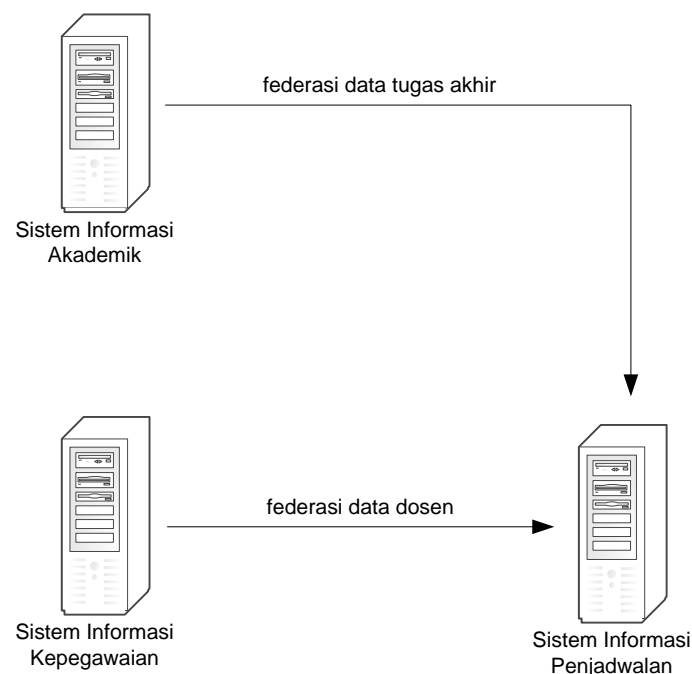 federasi data tugas akhir
Sistem Informasi
Akademik
federasi data dosen
Sistem Informasi
Kepegawaian
Sistem Informasi
Penjadwalan